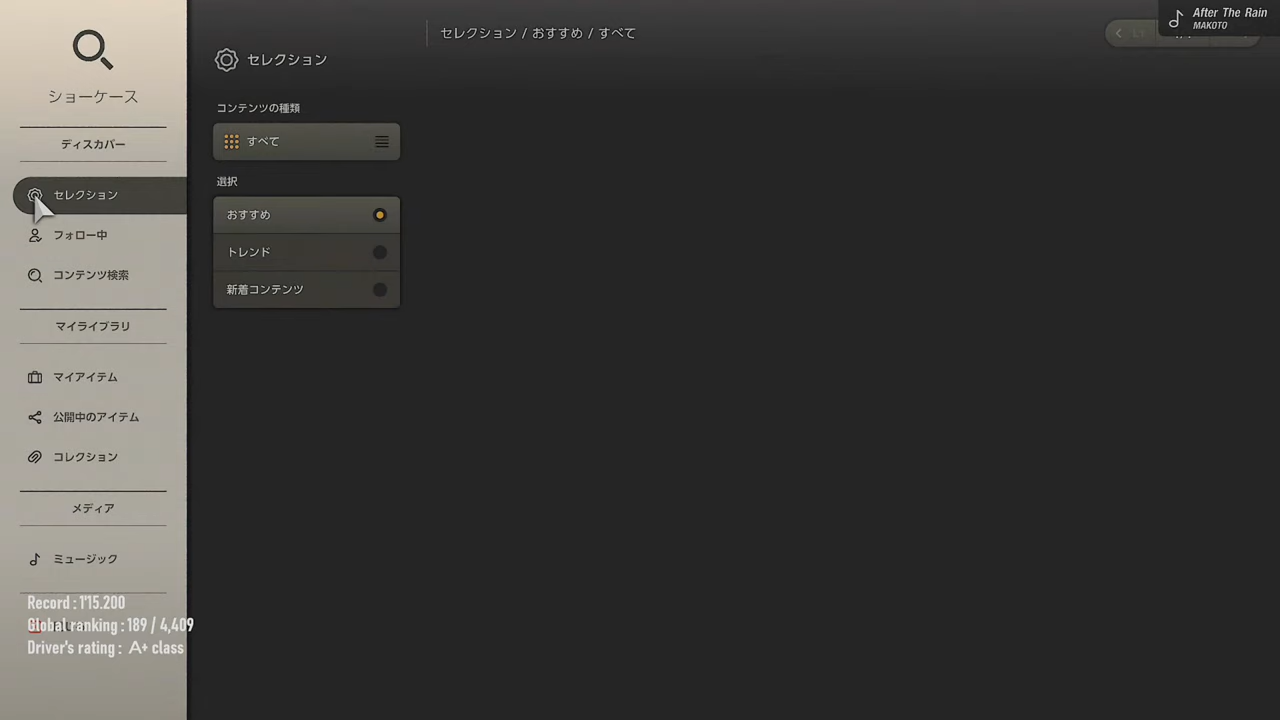 ショーケース
ディスカバー
セレクション
フォロー中
コンテンツ検索
マイライブラリ
マイアイテム
公開中のアイテム
コレクション
メディア
ミュージック
Record : 1'15.200
Global ranking : 189 / 4,409
Driver's rating : A+ class
セレクション
コンテンツの種類
すべて
選択
おすすめ
トレンド
新着コンテンツ
セレクション / おすすめ / すべて
After The Rain
MAKOTO